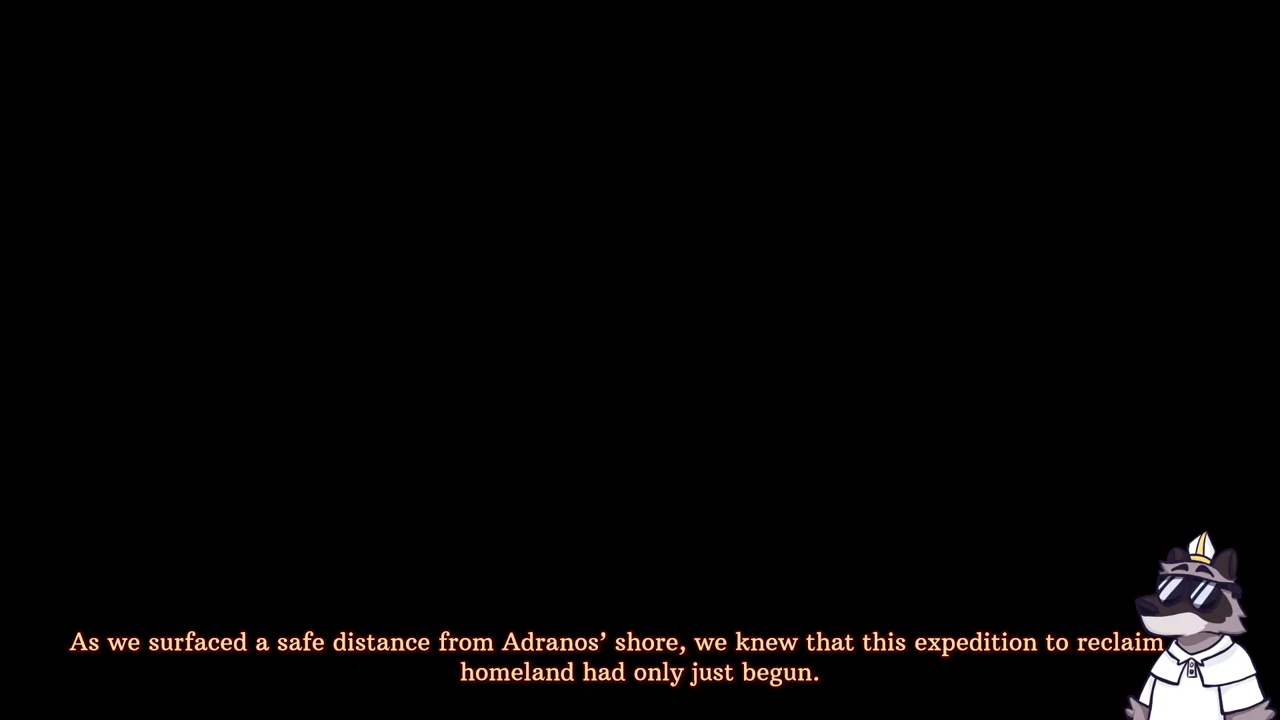 As we surfaced a safe distance from Adranos’ shore, we knew that this expedition to reclaim
homeland had only just begun.